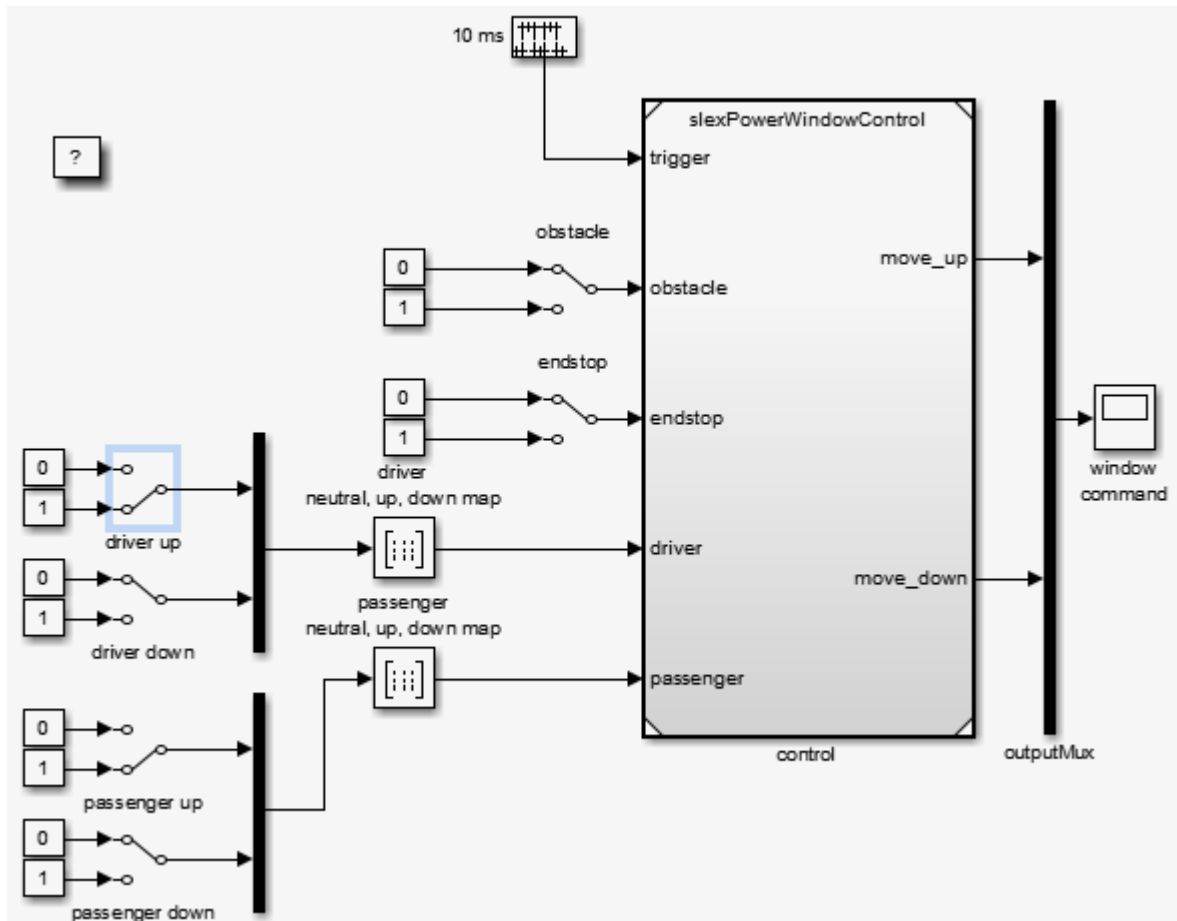 10 ms
slexPowerWindowControl
?
trigger
obstacle
move_up
0
obstacle
1
endstop
0
endstop
1
driver
0
neutral, up, down map
1
driver up
driver
0
passenger
move_down
1
neutral, up, down map
driver down
passenger
0
1
control
outputMux
passenger up
0
1
passenger down
window
command